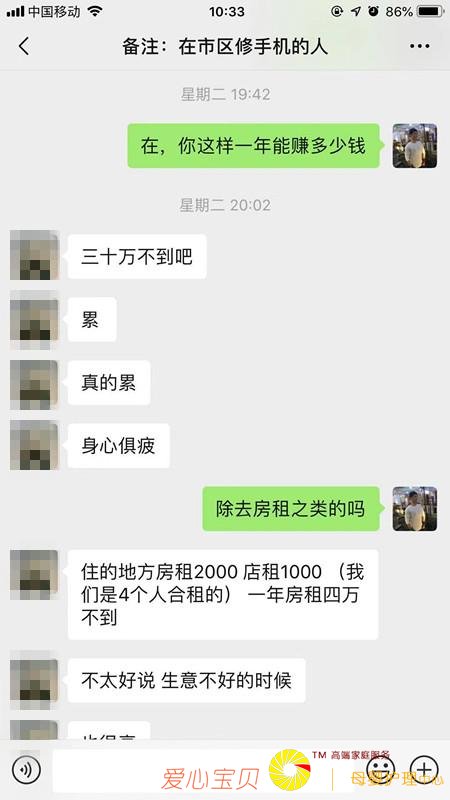 中国移动 10:33 86%
备注：在市区修手机的人
星期二 19:42
在，你这样一年能赚多少钱
星期二 20:02
三十万不到吧
累
真的累
身心俱疲
除去房租之类的吗
住的地方房租2000 店租1000 （我
们是4个人合租的） 一年房租四万
不到
不太好说 生意不好的时候
爱心宝贝
TM 高端家庭服务
母婴护理